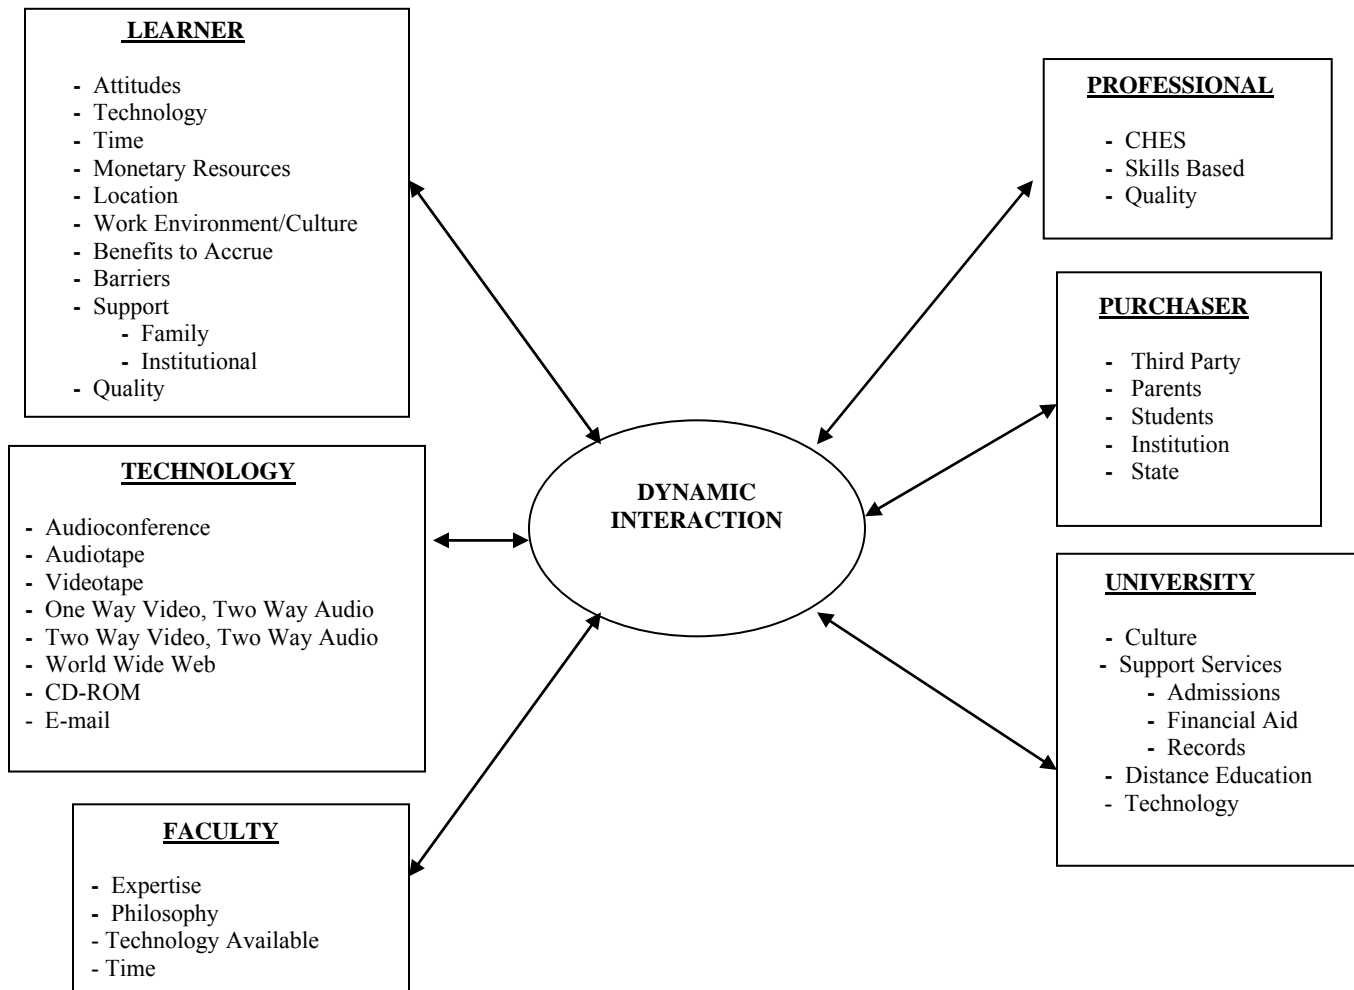 LEARNER
- Attitudes
- Technology
- Time
- Monetary Resources
- Location
- Work Environment/Culture
- Benefits to Accrue
- Barriers
- Support
- Family
- Institutional
- Quality
TECHNOLOGY
- Audioconference
- Audiotape
- Videotape
- One Way Video, Two Way Audio
- Two Way Video, Two Way Audio
- World Wide Web
- CD-ROM
- E-mail
FACULTY
- Expertise
- Philosophy
- Technology Available
- Time
DYNAMIC
INTERACTION
PROFESSIONAL
- CHES
- Skills Based
- Quality
PURCHASER
- Third Party
- Parents
- Students
- Institution
- State
UNIVERSITY
- Culture
- Support Services
- Admissions
- Financial Aid
- Records
- Distance Education
- Technology